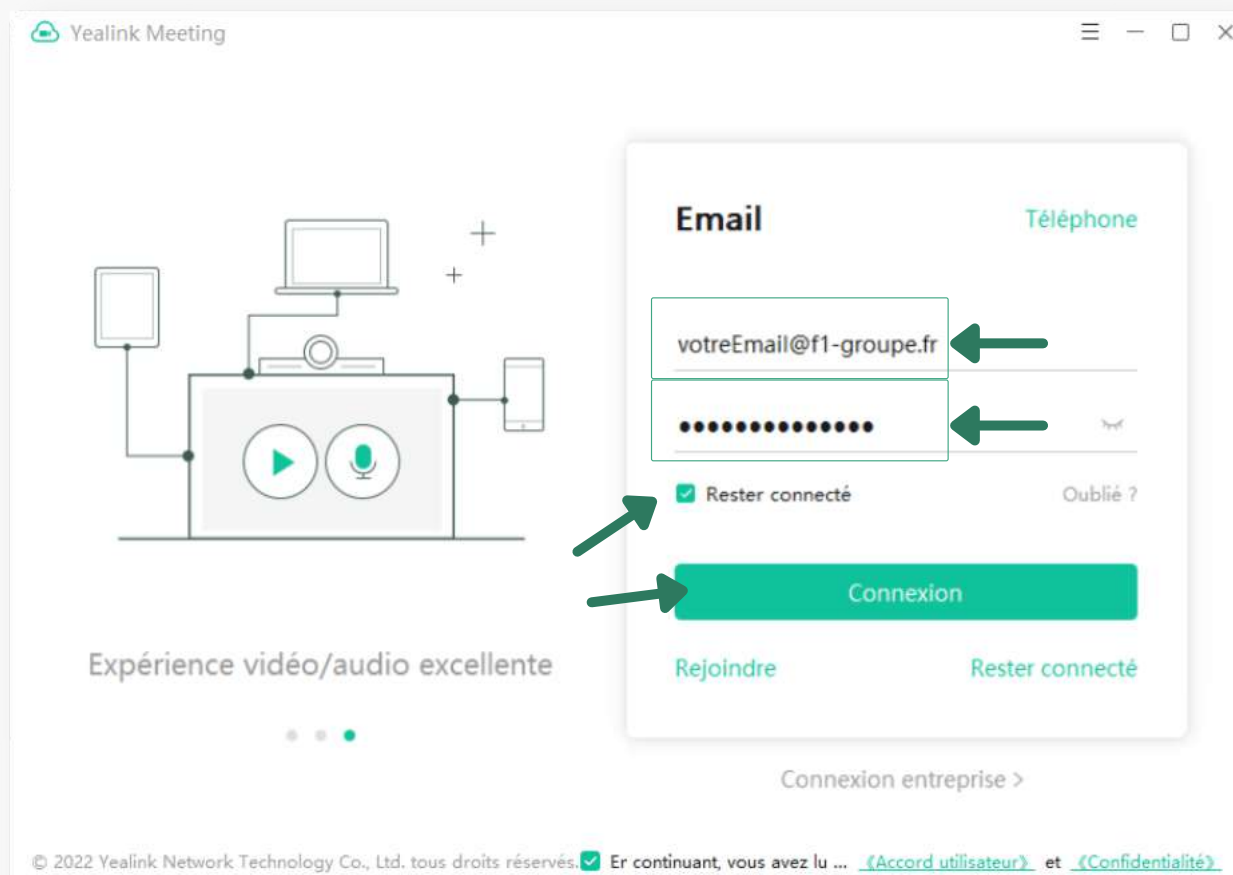 Yealink Meeting
Email
Téléphone
votreEmail@f1-groupe.fr
••••••••••••••
Rester connecté
Oublié ?
Connexion
Rejoindre
Rester connecté
Expérience vidéo/audio excellente
Connexion entreprise >
© 2022 Yealink Network Technology Co., Ltd. tous droits réservés. Er continuant, vous avez lu ... 《Accord utilisateur》 et 《Confidentialité》